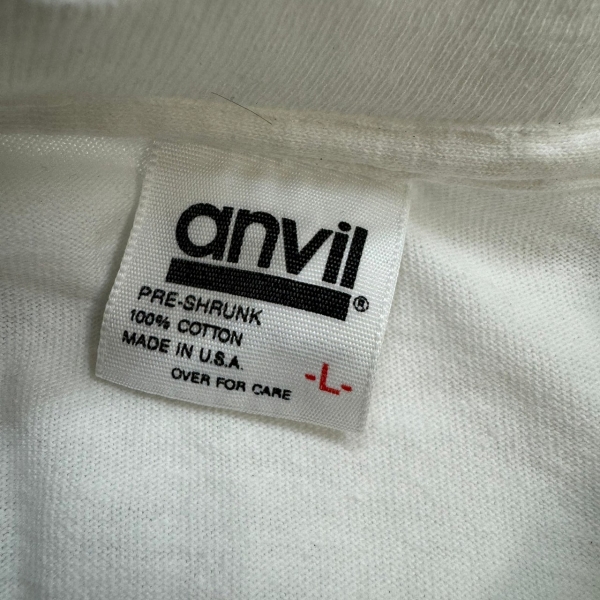 anvil®
PRE-SHRUNK
100% COTTON
MADE IN U.S.A.
OVER FOR CARE -L-